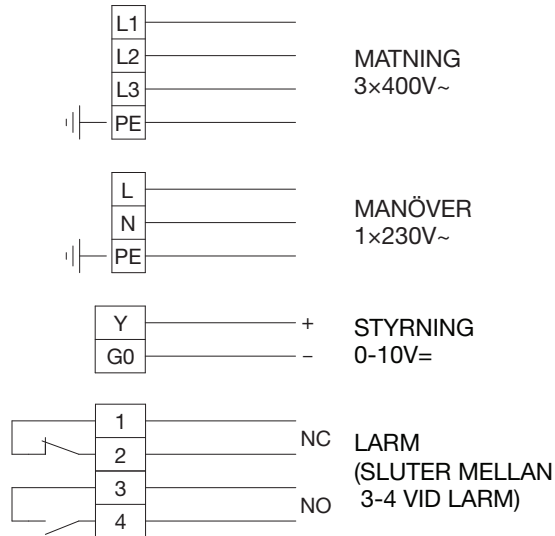 L1
L2
L3
PE
MATNING
3×400V~
L
N
PE
MANÖVER
1×230V~
Y +
G0 –
STYRNING
0-10V=
1
2
NC
3
4
NO
LARM
(SLUTER MELLAN
3-4 VID LARM)